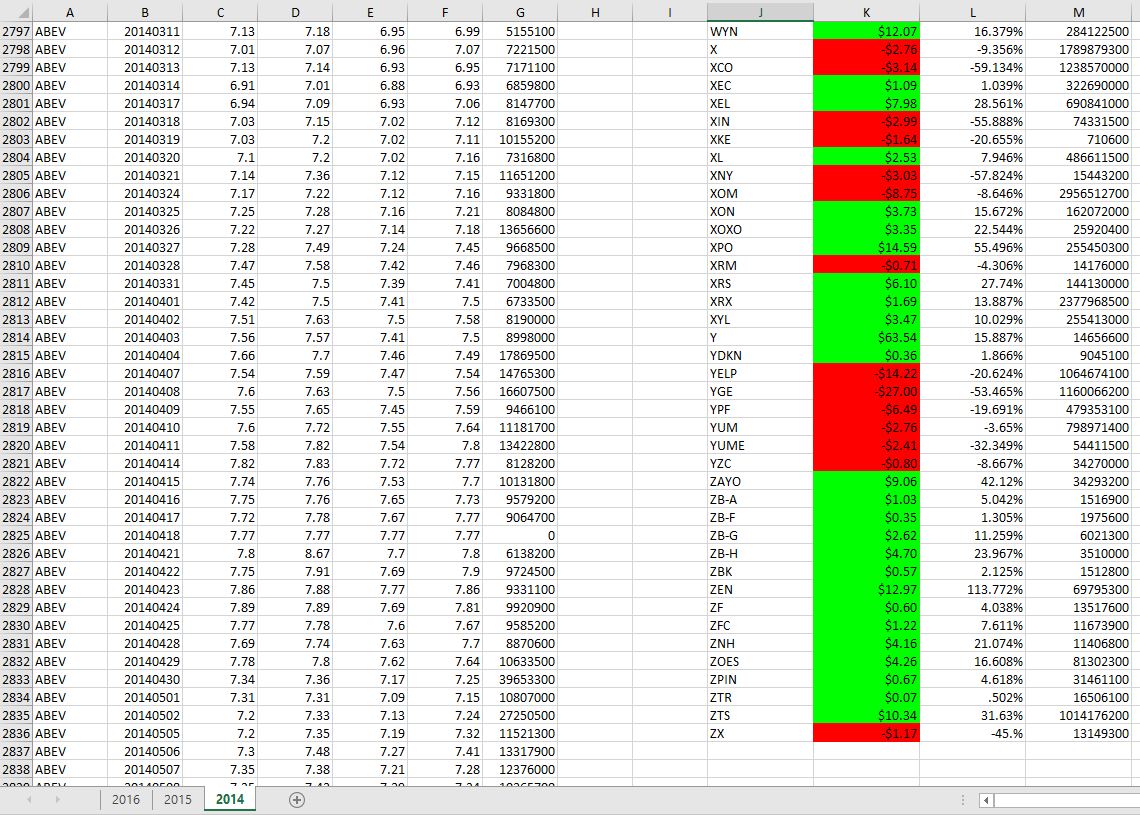 A B C D E F G H I J K L M
2797 ABEV 20140311 7.13 7.18 6.95 6.99 5155100 WYN $12.07 16.379% 284122500
2798 ABEV 20140312 7.01 7.07 6.96 7.07 7221500 X -$2.76 -9.356% 1789879300
2799 ABEV 20140313 7.13 7.14 6.93 6.95 7171100 XCO -$3.14 -59.134% 1238570000
2800 ABEV 20140314 6.91 7.01 6.88 6.93 6859800 XEC $1.09 1.039% 322690000
2801 ABEV 20140317 6.94 7.09 6.93 7.06 8147700 XEL $7.98 28.561% 690841000
2802 ABEV 20140318 7.03 7.15 7.02 7.12 8169300 XIN -$2.99 -55.888% 74331500
2803 ABEV 20140319 7.03 7.2 7.02 7.11 10155200 XKE -$1.64 -20.655% 710600
2804 ABEV 20140320 7.1 7.2 7.02 7.16 7316800 XL $2.53 7.946% 486611500
2805 ABEV 20140321 7.14 7.36 7.12 7.15 11651200 XNY -$3.03 -57.824% 15443200
2806 ABEV 20140324 7.17 7.22 7.12 7.16 9331800 XOM -$8.75 -8.646% 2956512700
2807 ABEV 20140325 7.25 7.28 7.16 7.21 8084800 XON $3.73 15.672% 162072000
2808 ABEV 20140326 7.22 7.27 7.14 7.18 13656600 XOXO $3.35 22.544% 25920400
2809 ABEV 20140327 7.28 7.49 7.24 7.45 9668500 XPO $14.59 55.496% 255450300
2810 ABEV 20140328 7.47 7.58 7.42 7.46 7968300 XRM -$0.71 -4.306% 14176000
2811 ABEV 20140331 7.45 7.5 7.39 7.41 7004800 XRS $6.10 27.74% 144130000
2812 ABEV 20140401 7.42 7.5 7.41 7.5 6733500 XRX $1.69 13.887% 2377968500
2813 ABEV 20140402 7.51 7.63 7.5 7.58 8190000 XYL $3.47 10.029% 255413000
2814 ABEV 20140403 7.56 7.57 7.41 7.5 8998000 Y $63.54 15.887% 14656600
2815 ABEV 20140404 7.66 7.7 7.46 7.49 17869500 YDKN $0.36 1.866% 9045100
2816 ABEV 20140407 7.54 7.59 7.47 7.54 14765300 YELP -$14.22 -20.624% 1064674100
2817 ABEV 20140408 7.6 7.63 7.5 7.56 16607500 YGE -$27.00 -53.465% 1160066200
2818 ABEV 20140409 7.55 7.65 7.45 7.59 9466100 YPF -$6.49 -19.691% 479353100
2819 ABEV 20140410 7.6 7.72 7.55 7.64 11181700 YUM -$2.76 -3.65% 798971400
2820 ABEV 20140411 7.58 7.82 7.54 7.8 13422800 YUME -$2.41 -32.349% 54411500
2821 ABEV 20140414 7.82 7.83 7.72 7.77 8128200 YZC -$0.80 -8.667% 34270000
2822 ABEV 20140415 7.74 7.76 7.53 7.7 10131800 ZAYO $9.06 42.12% 34293200
2823 ABEV 20140416 7.75 7.76 7.65 7.73 9579200 ZB-A $1.03 5.042% 1516900
2824 ABEV 20140417 7.72 7.78 7.67 7.77 9064700 ZB-F $0.35 1.305% 1975600
2825 ABEV 20140418 7.77 7.77 7.77 7.77 0 ZB-G $2.62 11.259% 6021300
2826 ABEV 20140421 7.8 8.67 7.7 7.8 6138200 ZB-H $4.70 23.967% 3510000
2827 ABEV 20140422 7.75 7.91 7.69 7.9 9724500 ZBK $0.57 2.125% 1512800
2828 ABEV 20140423 7.86 7.88 7.77 7.86 9331100 ZEN $12.97 113.772% 69795300
2829 ABEV 20140424 7.89 7.89 7.69 7.81 9920900 ZF $0.60 4.038% 13517600
2830 ABEV 20140425 7.77 7.78 7.6 7.67 9585200 ZFC $1.22 7.611% 11673900
2831 ABEV 20140428 7.69 7.74 7.63 7.7 8870600 ZNH $4.16 21.074% 11406800
2832 ABEV 20140429 7.78 7.8 7.62 7.64 10633500 ZOES $4.26 16.608% 81302300
2833 ABEV 20140430 7.34 7.36 7.17 7.25 39653300 ZPIN $0.67 4.618% 31461100
2834 ABEV 20140501 7.31 7.31 7.09 7.15 10807000 ZTR $0.07 .502% 16506100
2835 ABEV 20140502 7.2 7.33 7.13 7.24 27250500 ZTS $10.34 31.63% 1014176200
2836 ABEV 20140505 7.2 7.35 7.19 7.32 11521300 ZX -$1.17 -45.% 13149300
2837 ABEV 20140506 7.3 7.48 7.27 7.41 13317900
2838 ABEV 20140507 7.35 7.38 7.21 7.28 12376000
2016 2015 2014